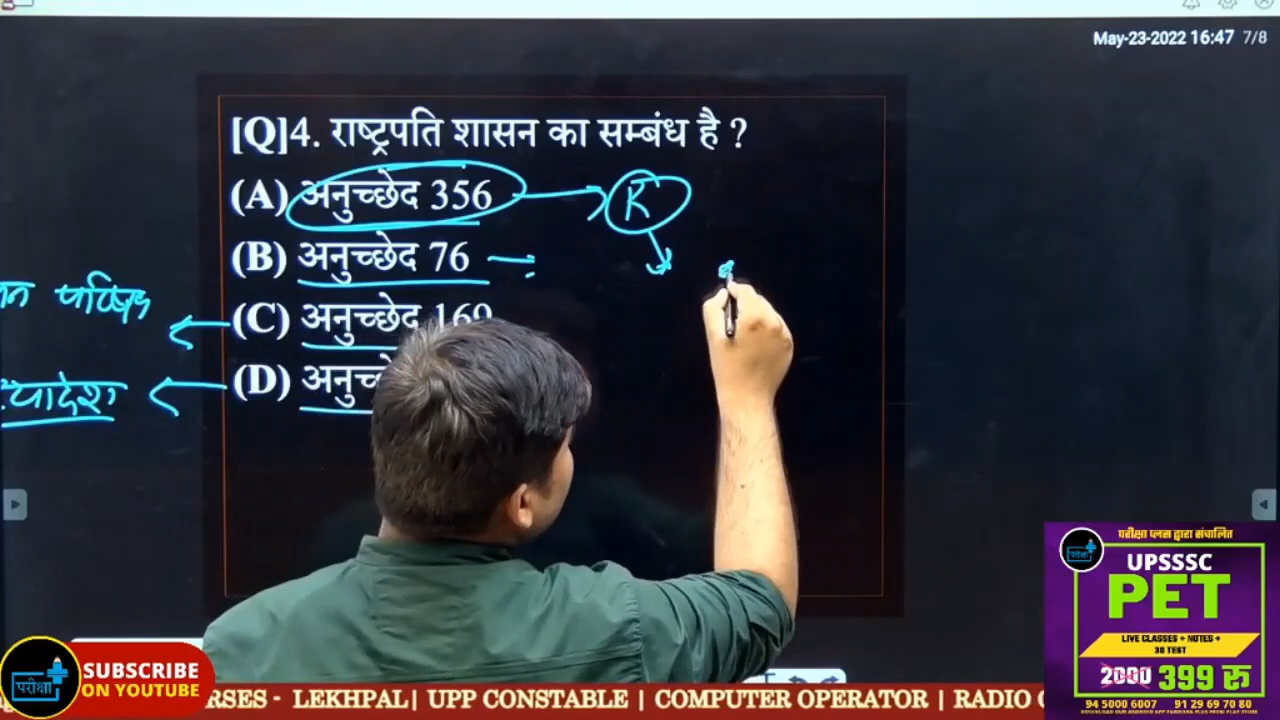 May-23-2022 16:47 7/8
[Q]4. राष्ट्रपति शासन का सम्बंध है ?
(A) अनुच्छेद 356
K
(B) अनुच्छेद 76
(C) अनुच्छेद 169
(D)
परीक्षा
SUBSCRIBE
ON YOUTUBE
परीक्षा प्लस द्वारा संचालित
UPSSSC
PET
LIVE CLASSES + NOTES +
30 TEST
2000 399 रु
94 5000 6007 91 29 69 70 80
LEKHPAL| UPP CONSTABLE | COMPUTER OPERATOR | RADIO